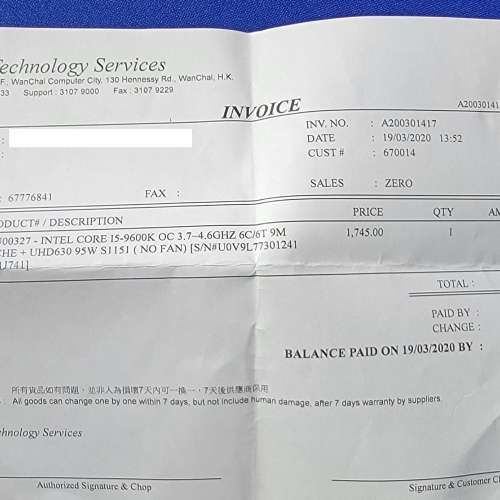 Technology Services
F., WanChai Computer City, 130 Hennessy Rd., WanChai, H.K.
33 Support : 3107 9000 Fax : 3107 9229
INVOICE
A20030141
INV. NO. : A200301417
DATE : 19/03/2020 13:52
CUST # : 670014
SALES : ZERO
: 67776841 FAX :
ODUCT# / DESCRIPTION PRICE QTY AM
J00327 - INTEL CORE I5-9600K OC 3.7~4.6GHZ 6C/6T 9M 1,745.00 1
CHE + UHD630 95W S1151 ( NO FAN) [S/N#U0V9L77301241
U741]
TOTAL :
PAID BY :
CHANGE :
BALANCE PAID ON 19/03/2020 BY :
所有貨品如有問題，並非人為損壞7天內可一換一，7天後供應商保用
: All goods can change one by one within 7 days, but not include human damage, after 7 days warranty by suppliers.
chnology Services
Authorized Signature & Chop
Signature & Customer Ch